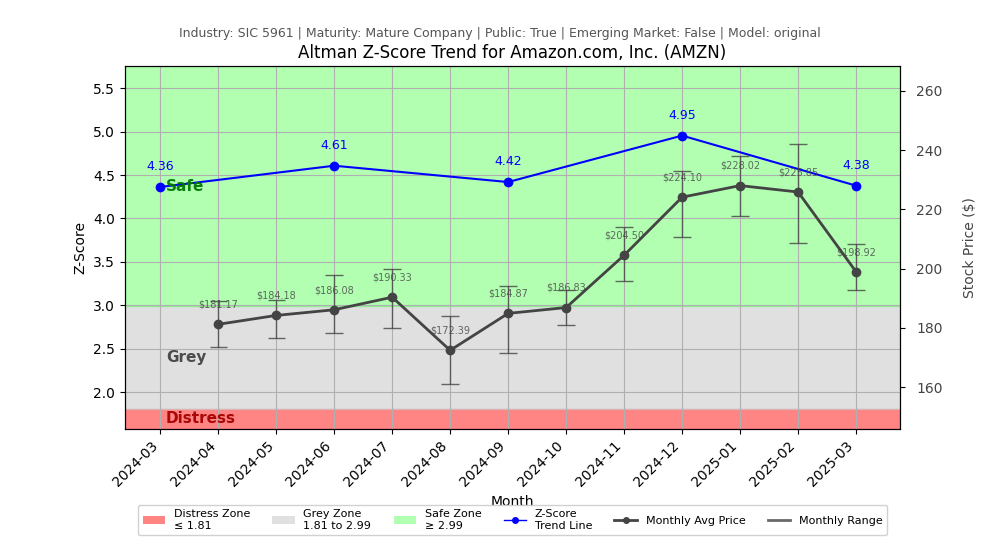 Industry: SIC 5961 | Maturity: Mature Company | Public: True | Emerging Market: False | Model: original
Altman Z-Score Trend for Amazon.com, Inc. (AMZN)
Z-Score
5.5
5.0
4.5
4.0
3.5
3.0
2.5
2.0
Stock Price ($)
260
240
220
200
180
160
4.36
4.61
4.42
4.95
4.38
Safe
Grey
Distress
$181.17
$184.18
$186.08
$190.33
$172.39
$184.87
$186.83
$204.50
$224.10
$228.02
$198.92
2024-03
2024-04
2024-05
2024-06
2024-07
2024-08
2024-09
2024-10
2024-11
2024-12
2025-01
2025-02
2025-03
Month
Distress Zone
≤ 1.81
Grey Zone
1.81 to 2.99
Safe Zone
≥ 2.99
Z-Score
Trend Line
Monthly Avg Price
Monthly Range